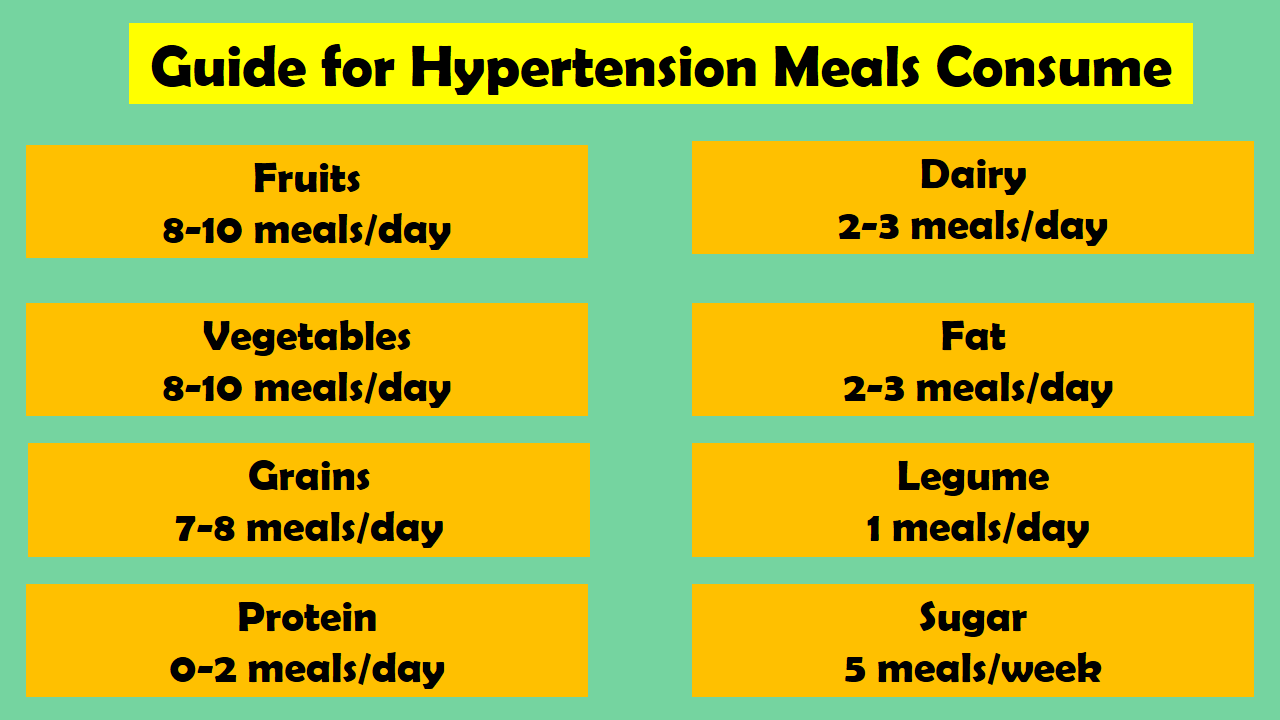 Guide for Hypertension Meals Consume
Fruits
8-10 meals/day
Vegetables
8-10 meals/day
Grains
7-8 meals/day
Protein
0-2 meals/day
Dairy
2-3 meals/day
Fat
2-3 meals/day
Legume
1 meals/day
Sugar
5 meals/week